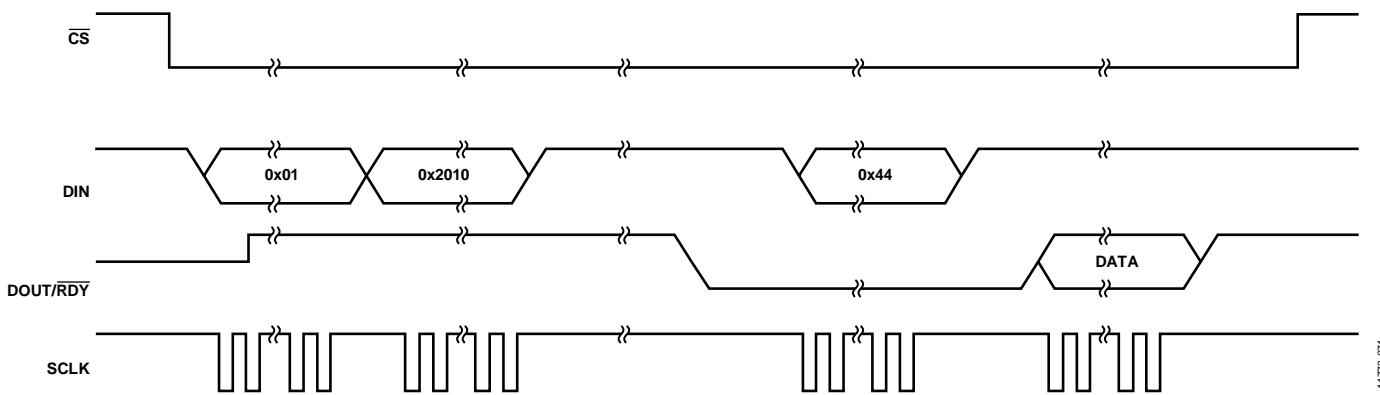 CS
DIN
0x01
0x2010
0x44
DOUT/RDY
DATA
SCLK